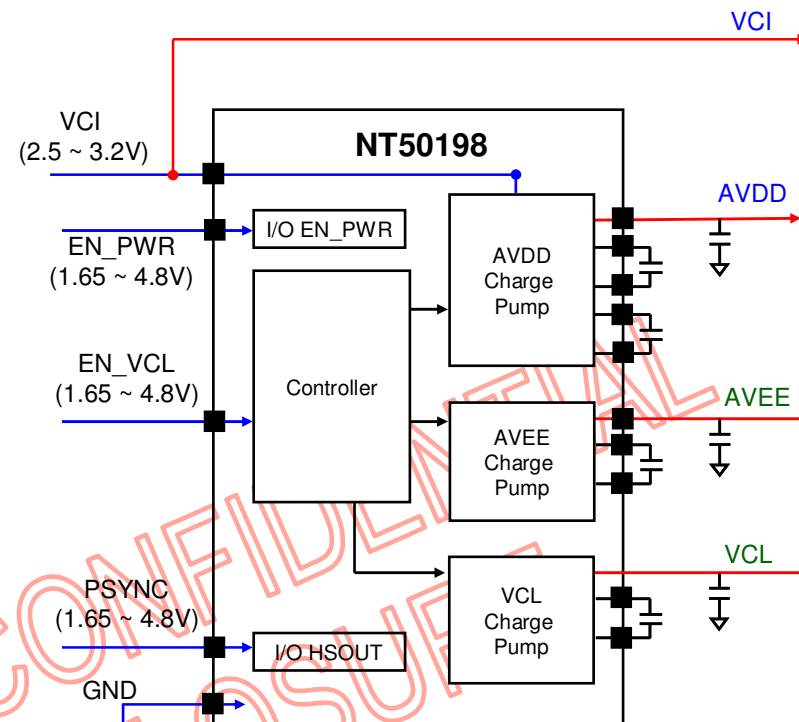 VCI
VCI
(2.5 ~ 3.2V)
NT50198
AVDD
EN_PWR
(1.65 ~ 4.8V)
I/O EN_PWR
AVDD
Charge
Pump
EN_VCL
(1.65 ~ 4.8V)
Controller
AVEE
AVEE
Charge
Pump
VCL
PSYNC
(1.65 ~ 4.8V)
I/O HSOUT
VCL
Charge
Pump
GND
CONFIDENTIAL